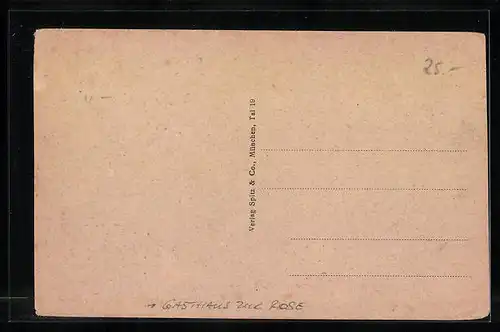 25.-
Verlag Spitz & Co., München, Tal 19
→ GASTHAUS ZUR ROSE